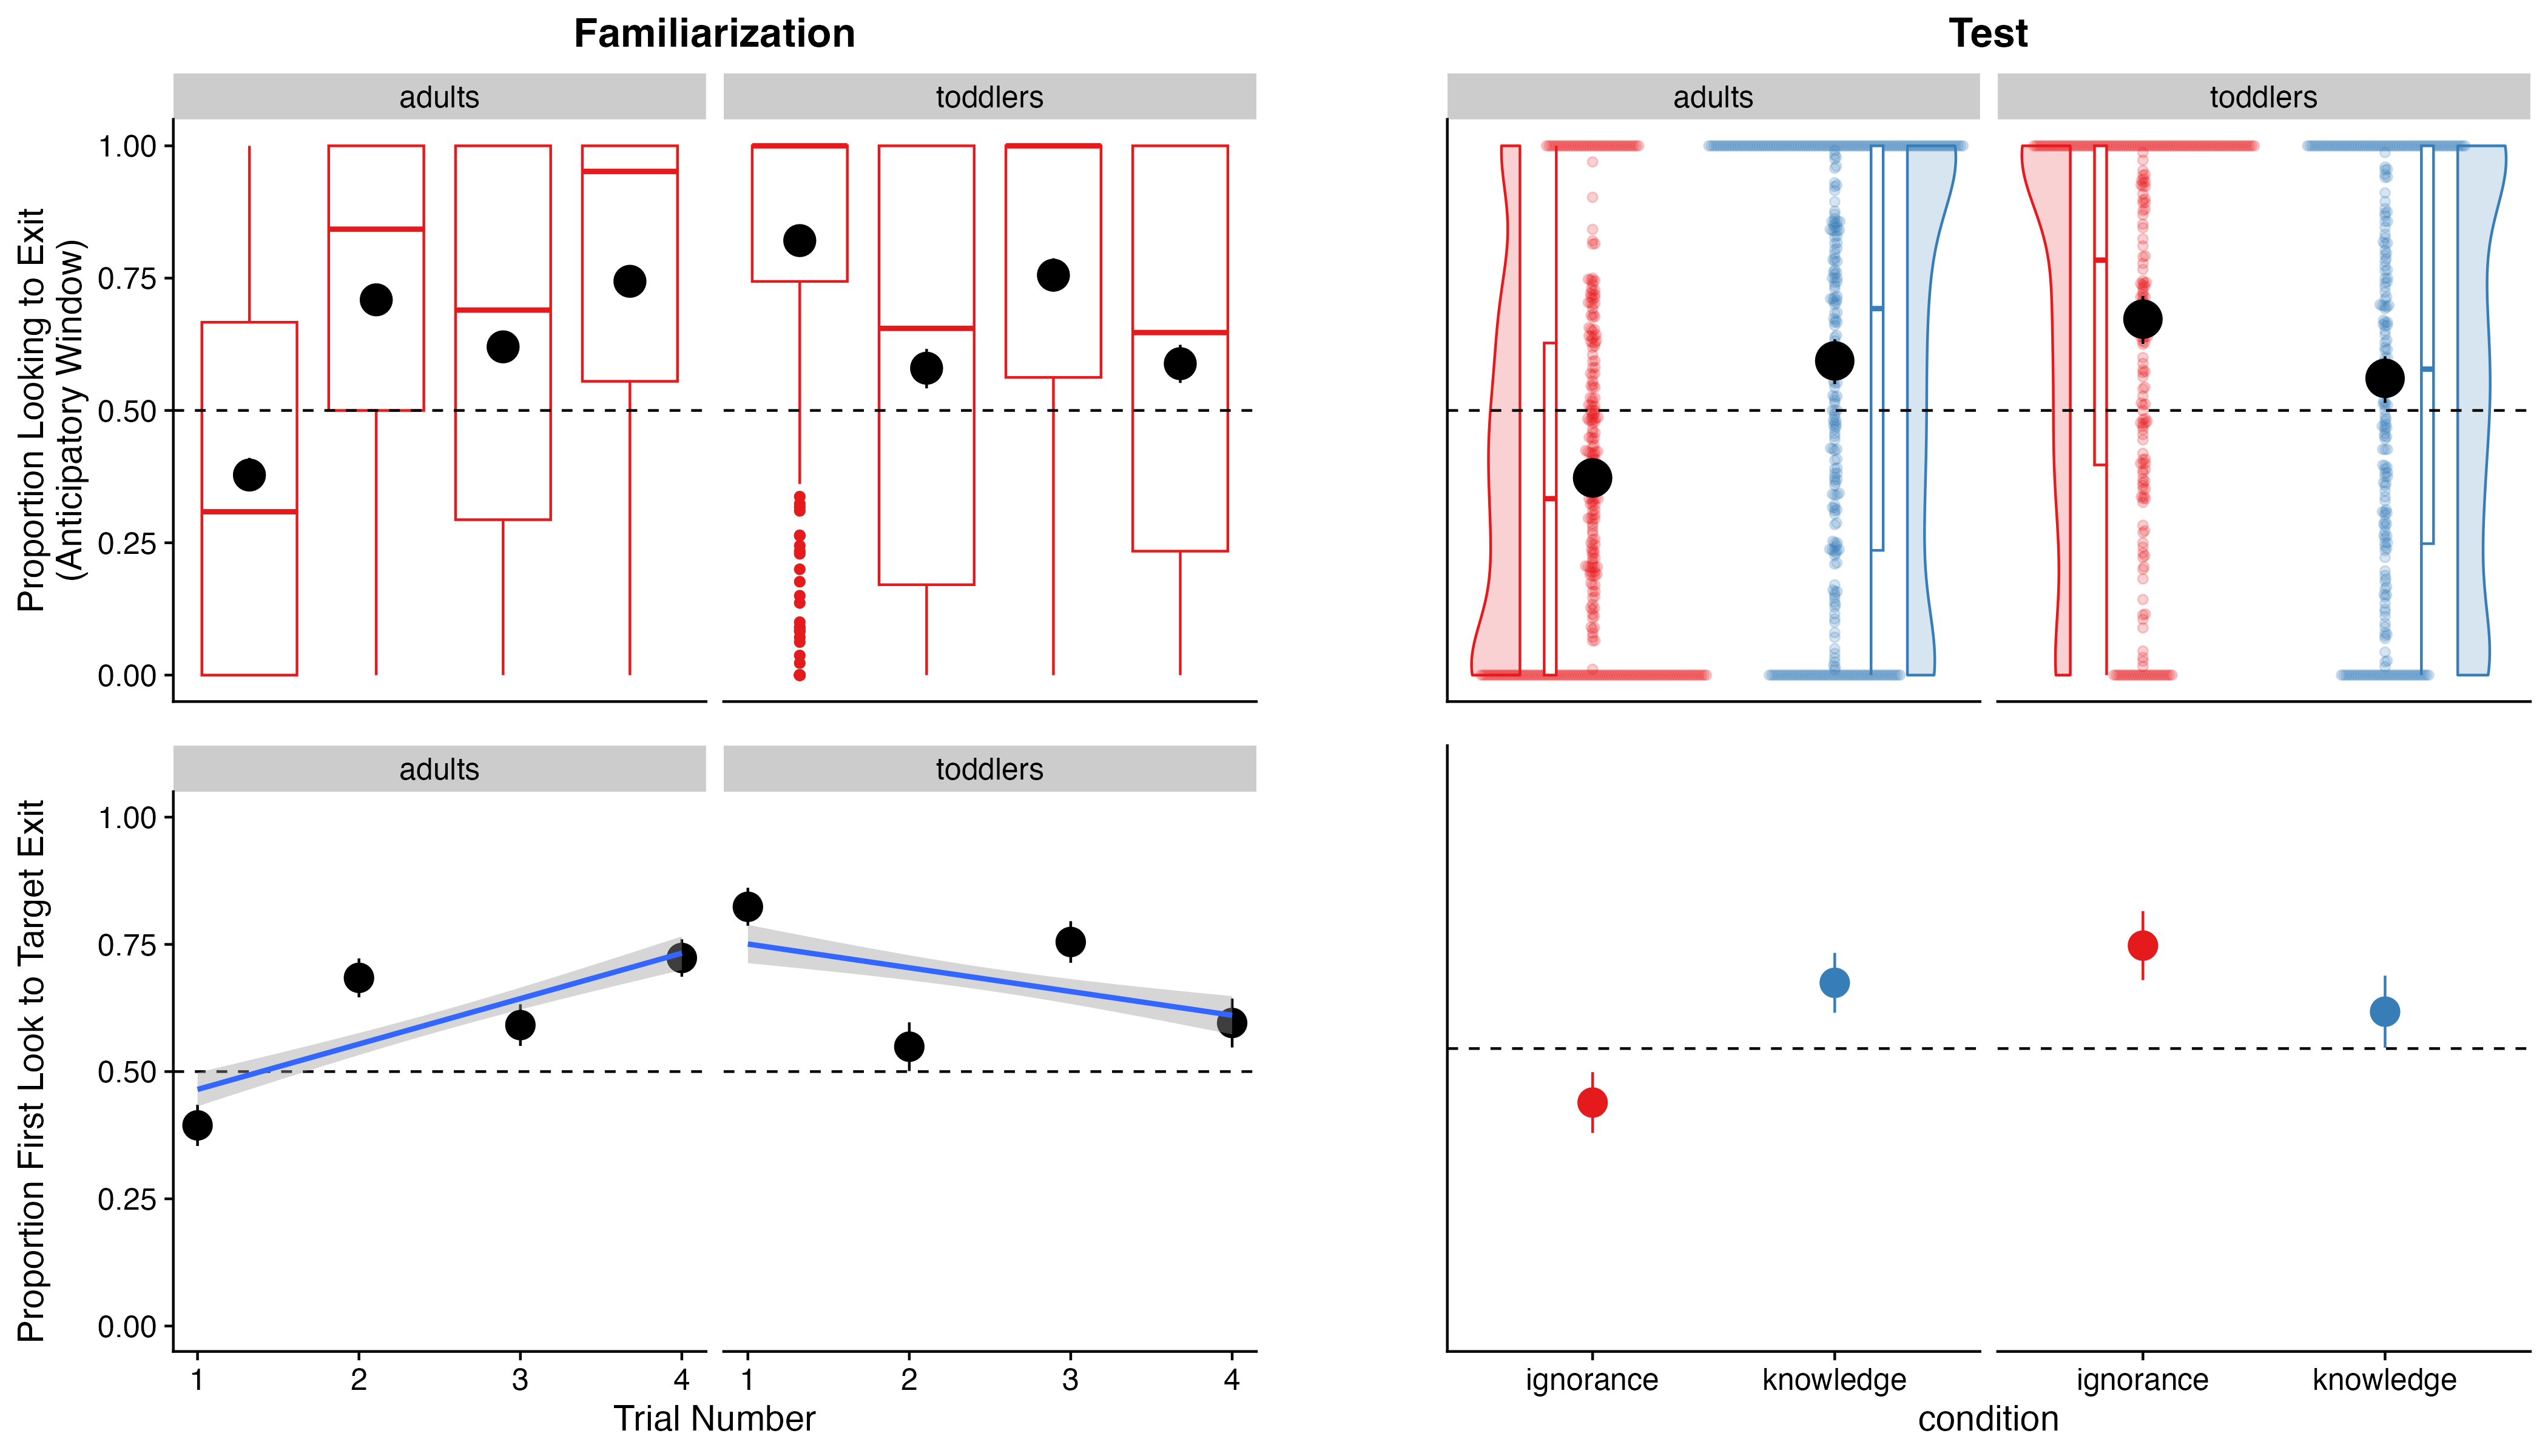 Familiarization
Test
adults
toddlers
adults
toddlers
Proportion Looking to Exit
(Anticipatory Window)
1.00
0.75
0.50
0.25
0.00
adults
toddlers
Proportion First Look to Target Exit
1.00
0.75
0.50
0.25
0.00
1
2
3
4
1
2
3
4
Trial Number
ignorance
knowledge
ignorance
knowledge
condition